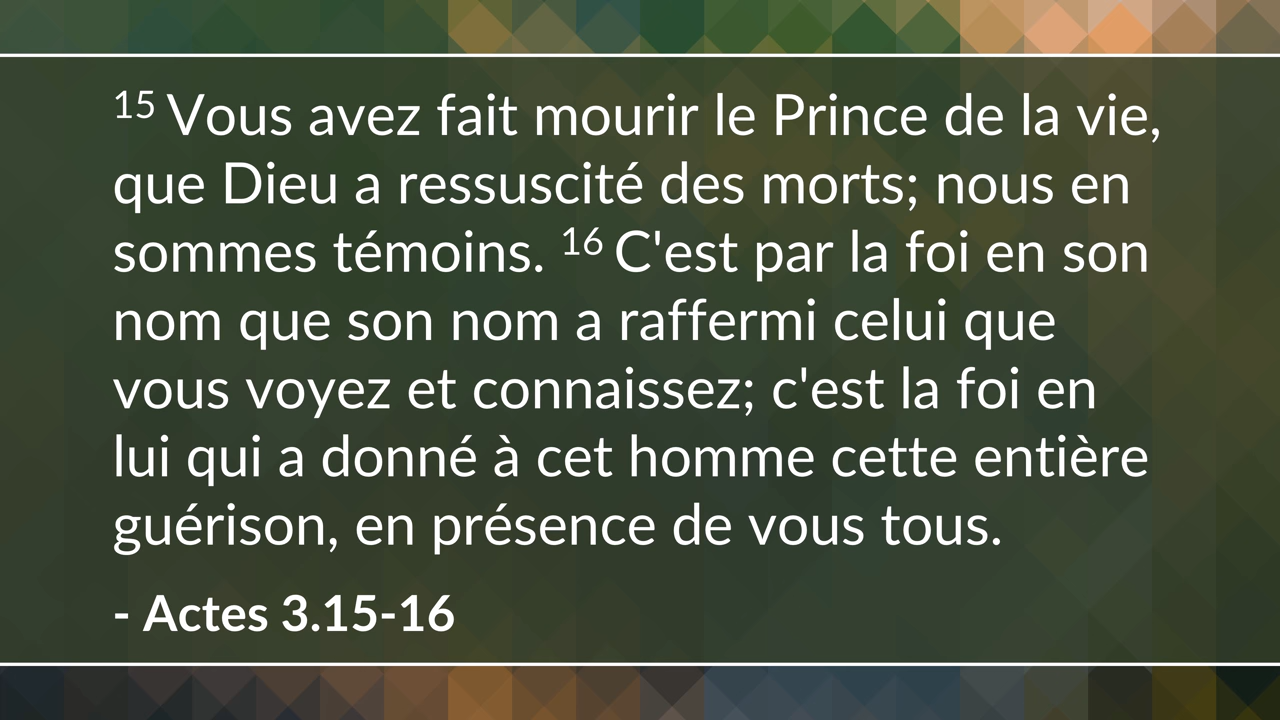 15 Vous avez fait mourir le Prince de la vie,
que Dieu a ressuscité des morts; nous en
sommes témoins. 16 C'est par la foi en son
nom que son nom a raffermi celui que
vous voyez et connaissez; c'est la foi en
lui qui a donné à cet homme cette entière
guérison, en présence de vous tous.
- Actes 3.15-16